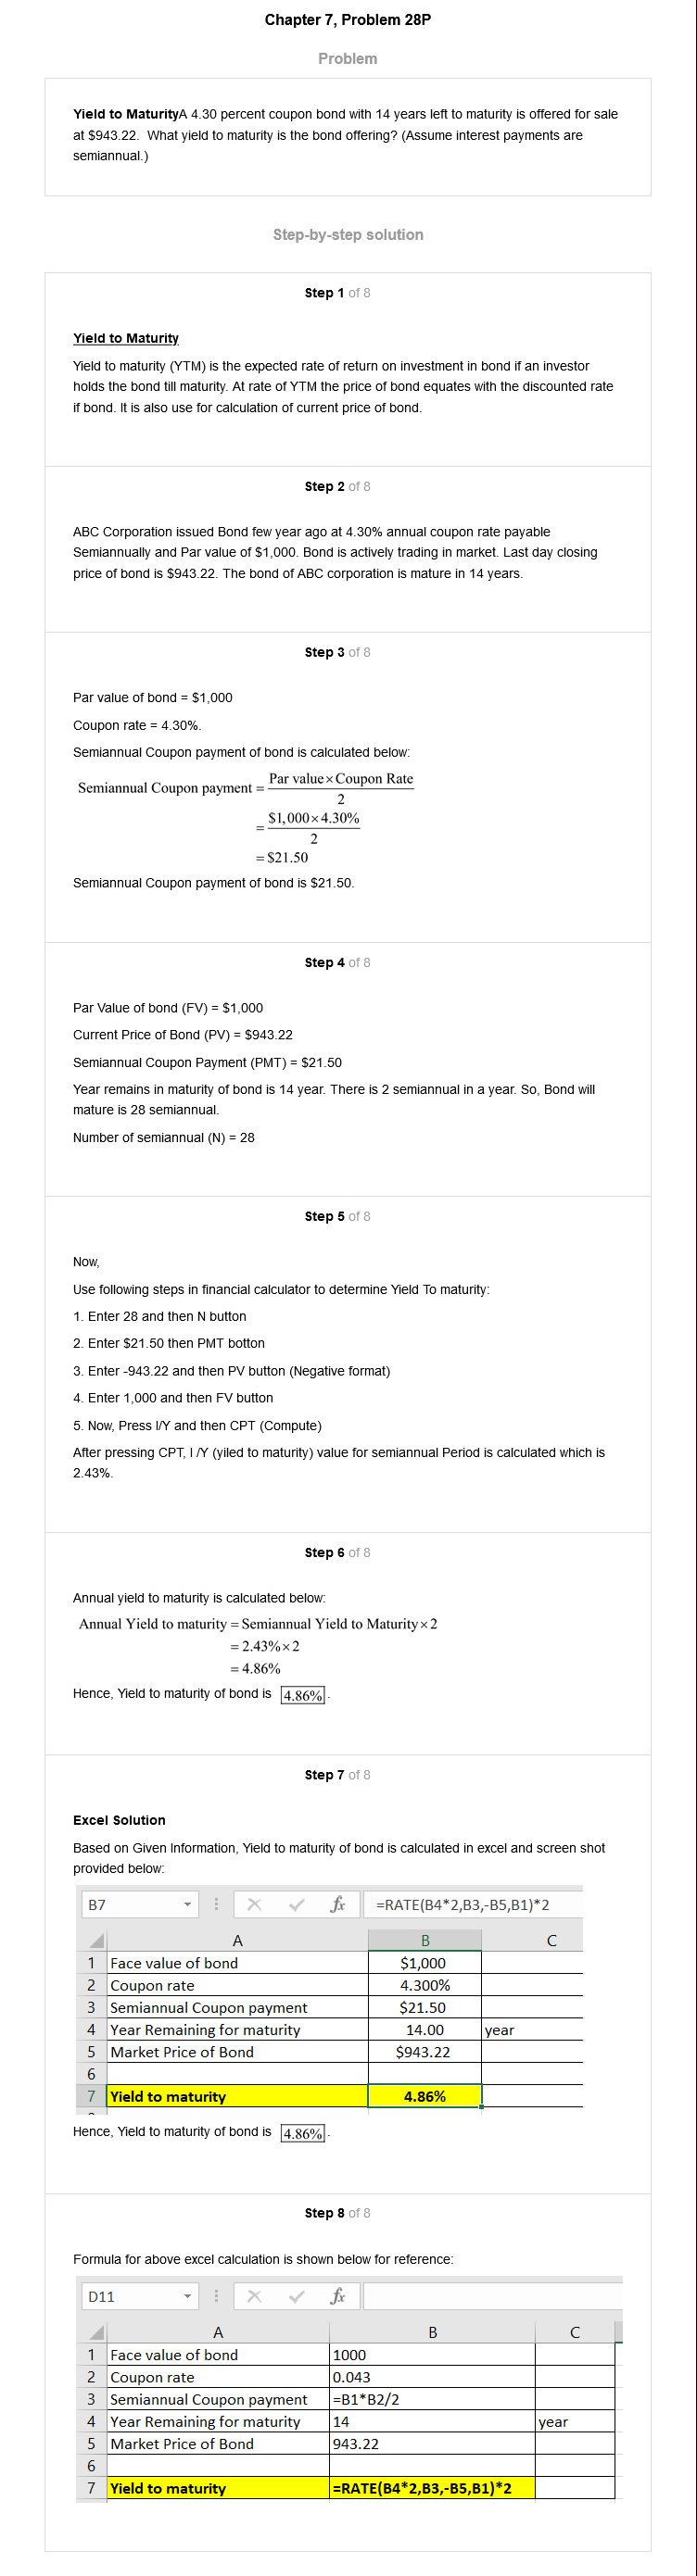 Chapter 7, Problem 28P
Problem
Yield to MaturityA 4.30 percent coupon bond with 14 years left to maturity is offered for sale
at $943.22.  What yield to maturity is the bond offering? (Assume interest payments are
semiannual.)
Step-by-step solution
Step 1 of 8
Yield to Maturity
Yield to maturity (YTM) is the expected rate of return on investment in bond if an investor
holds the bond till maturity. At rate of YTM the price of bond equates with the discounted rate
if bond. It is also use for calculation of current price of bond.
Step 2 of 8
ABC Corporation issued Bond few year ago at 4.30% annual coupon rate payable
Semiannually and Par value of $1,000. Bond is actively trading in market. Last day closing
price of bond is $943.22. The bond of ABC corporation is mature in 14 years.
Step 3 of 8
Par value of bond = $1,000
Coupon rate = 4.30%.
Semiannual Coupon payment of bond is calculated below:
Semiannual Coupon payment = Par value × Coupon Rate
2
= $1,000 × 4.30%
2
= $21.50
Semiannual Coupon payment of bond is $21.50.
Step 4 of 8
Par Value of bond (FV) = $1,000
Current Price of Bond (PV) = $943.22
Semiannual Coupon Payment (PMT) = $21.50
Year remains in maturity of bond is 14 year. There is 2 semiannual in a year. So, Bond will
mature is 28 semiannual.
Number of semiannual (N) = 28
Step 5 of 8
Now,
Use following steps in financial calculator to determine Yield To maturity:
1. Enter 28 and then N button
2. Enter $21.50 then PMT botton
3. Enter -943.22 and then PV button (Negative format)
4. Enter 1,000 and then FV button
5. Now, Press I/Y and then CPT (Compute)
After pressing CPT, I /Y (yiled to maturity) value for semiannual Period is calculated which is
2.43%.
Step 6 of 8
Annual yield to maturity is calculated below:
Annual Yield to maturity = Semiannual Yield to Maturity × 2
= 2.43% × 2
= 4.86%
Hence, Yield to maturity of bond is 4.86%.
Step 7 of 8
Excel Solution
Based on Given Information, Yield to maturity of bond is calculated in excel and screen shot
provided below:
B7 fx =RATE(B4*2,B3,-B5,B1)*2
A B C
1 Face value of bond $1,000
2 Coupon rate 4.300%
3 Semiannual Coupon payment $21.50
4 Year Remaining for maturity 14.00 year
5 Market Price of Bond $943.22
6
7 Yield to maturity 4.86%
Hence, Yield to maturity of bond is 4.86%.
Step 8 of 8
Formula for above excel calculation is shown below for reference:
D11 fx
A B C
1 Face value of bond 1000
2 Coupon rate 0.043
3 Semiannual Coupon payment =B1*B2/2
4 Year Remaining for maturity 14 year
5 Market Price of Bond 943.22
6
7 Yield to maturity =RATE(B4*2,B3,-B5,B1)*2